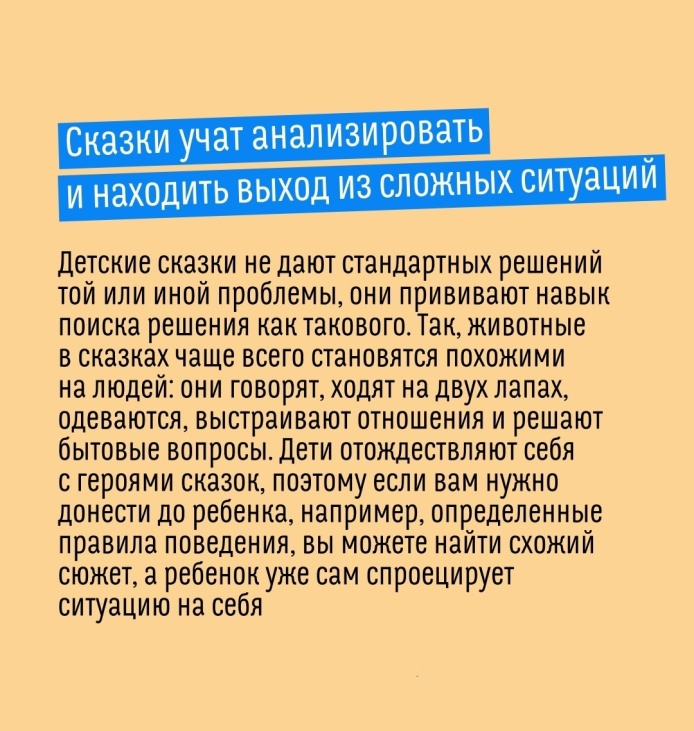 Сказки учат анализировать
и находить выход из сложных ситуаций
Детские сказки не дают стандартных решений
той или иной проблемы, они прививают навык
поиска решения как такового. Так, животные
в сказках чаще всего становятся похожими
на людей: они говорят, ходят на двух лапах,
одеваются, выстраивают отношения и решают
бытовые вопросы. Дети отождествляют себя
с героями сказок, поэтому если вам нужно
донести до ребенка, например, определенные
правила поведения, вы можете найти схожий
сюжет, а ребенок уже сам спроецирует
ситуацию на себя